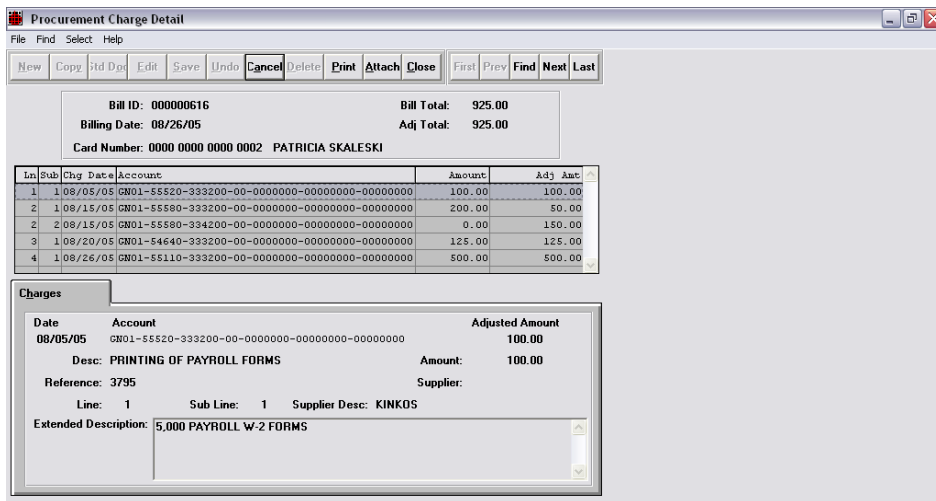 Procurement Charge Detail
File Find Select Help
New Copy Std Doc Edit Save Undo Cancel Delete Print Attach Close First Prev Find Next Last
Bill ID: 000000616 Bill Total: 925.00
Billing Date: 08/26/05 Adj Total: 925.00
Card Number: 0000 0000 0000 0002 PATRICIA SKALESKI
Ln Sub Chg Date Account Amount Adj Amt
1 1 08/05/05 GN01-55520-333200-00-0000000-00000000-00000000 100.00 100.00
2 1 08/15/05 GN01-55580-333200-00-0000000-00000000-00000000 200.00 50.00
2 2 08/15/05 GN01-55580-334200-00-0000000-00000000-00000000 0.00 150.00
3 1 08/20/05 GN01-54640-333200-00-0000000-00000000-00000000 125.00 125.00
4 1 08/26/05 GN01-55110-333200-00-0000000-00000000-00000000 500.00 500.00
Charges
Date Account Adjusted Amount
08/05/05 GN01-55520-333200-00-0000000-00000000-00000000 100.00
Desc: PRINTING OF PAYROLL FORMS Amount: 100.00
Reference: 3795 Supplier:
Line: 1 Sub Line: 1 Supplier Desc: KINKOS
Extended Description: 5,000 PAYROLL W-2 FORMS